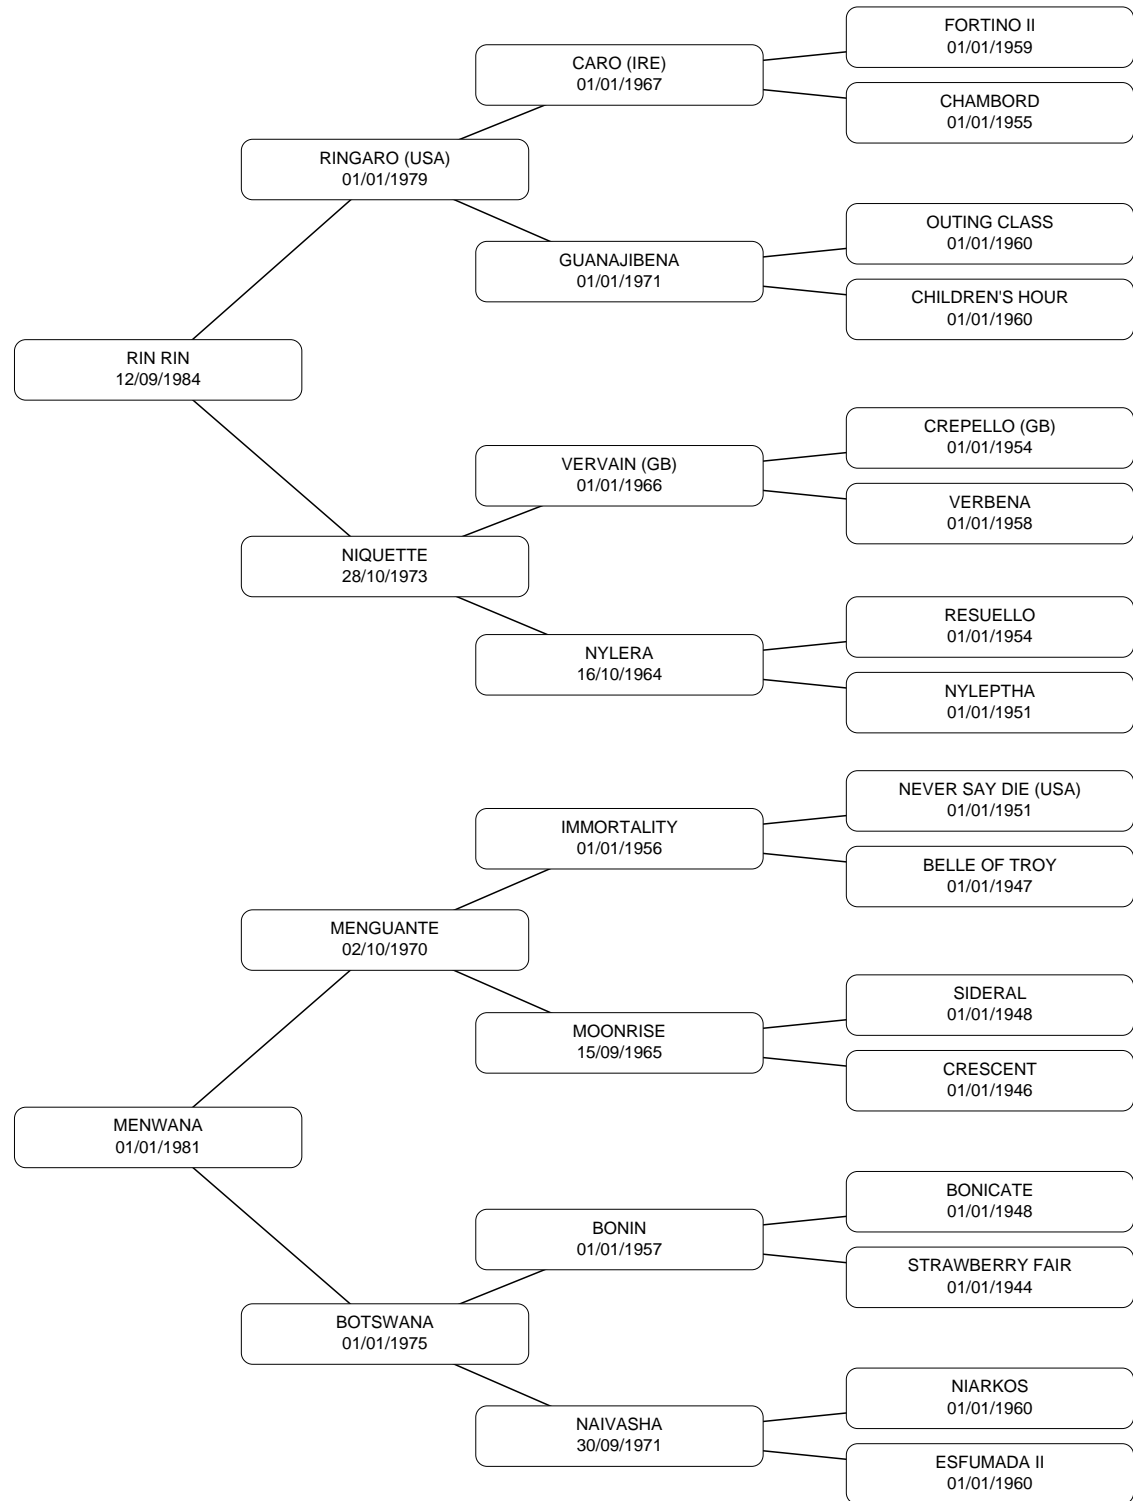 FORTINO II
01/01/1959
CARO (IRE)
01/01/1967
CHAMBORD
01/01/1955
RINGARO (USA)
01/01/1979
OUTING CLASS
01/01/1960
GUANAJIBENA
01/01/1971
CHILDREN'S HOUR
01/01/1960
RIN RIN
12/09/1984
CREPELLO (GB)
01/01/1954
VERVAIN (GB)
01/01/1966
VERBENA
01/01/1958
NIQUETTE
28/10/1973
RESUELLO
01/01/1954
NYLERA
16/10/1964
NYLEPTHA
01/01/1951
NEVER SAY DIE (USA)
01/01/1951
IMMORTALITY
01/01/1956
BELLE OF TROY
01/01/1947
MENGUANTE
02/10/1970
SIDERAL
01/01/1948
MOONRISE
15/09/1965
CRESCENT
01/01/1946
MENWANA
01/01/1981
BONICATE
01/01/1948
BONIN
01/01/1957
STRAWBERRY FAIR
01/01/1944
BOTSWANA
01/01/1975
NIARKOS
01/01/1960
NAIVASHA
30/09/1971
ESFUMADA II
01/01/1960